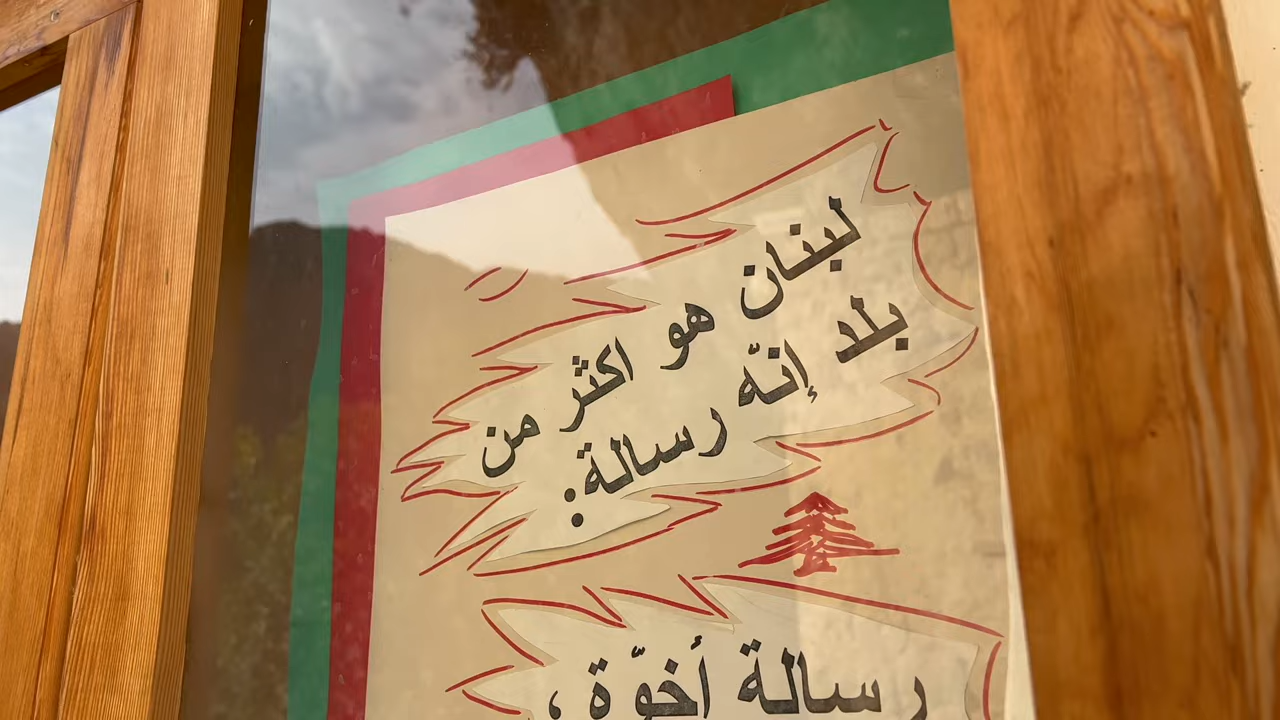 لبنان هو اكثر من
بلد إنّه رسالة:
رسالة أخوّة ،